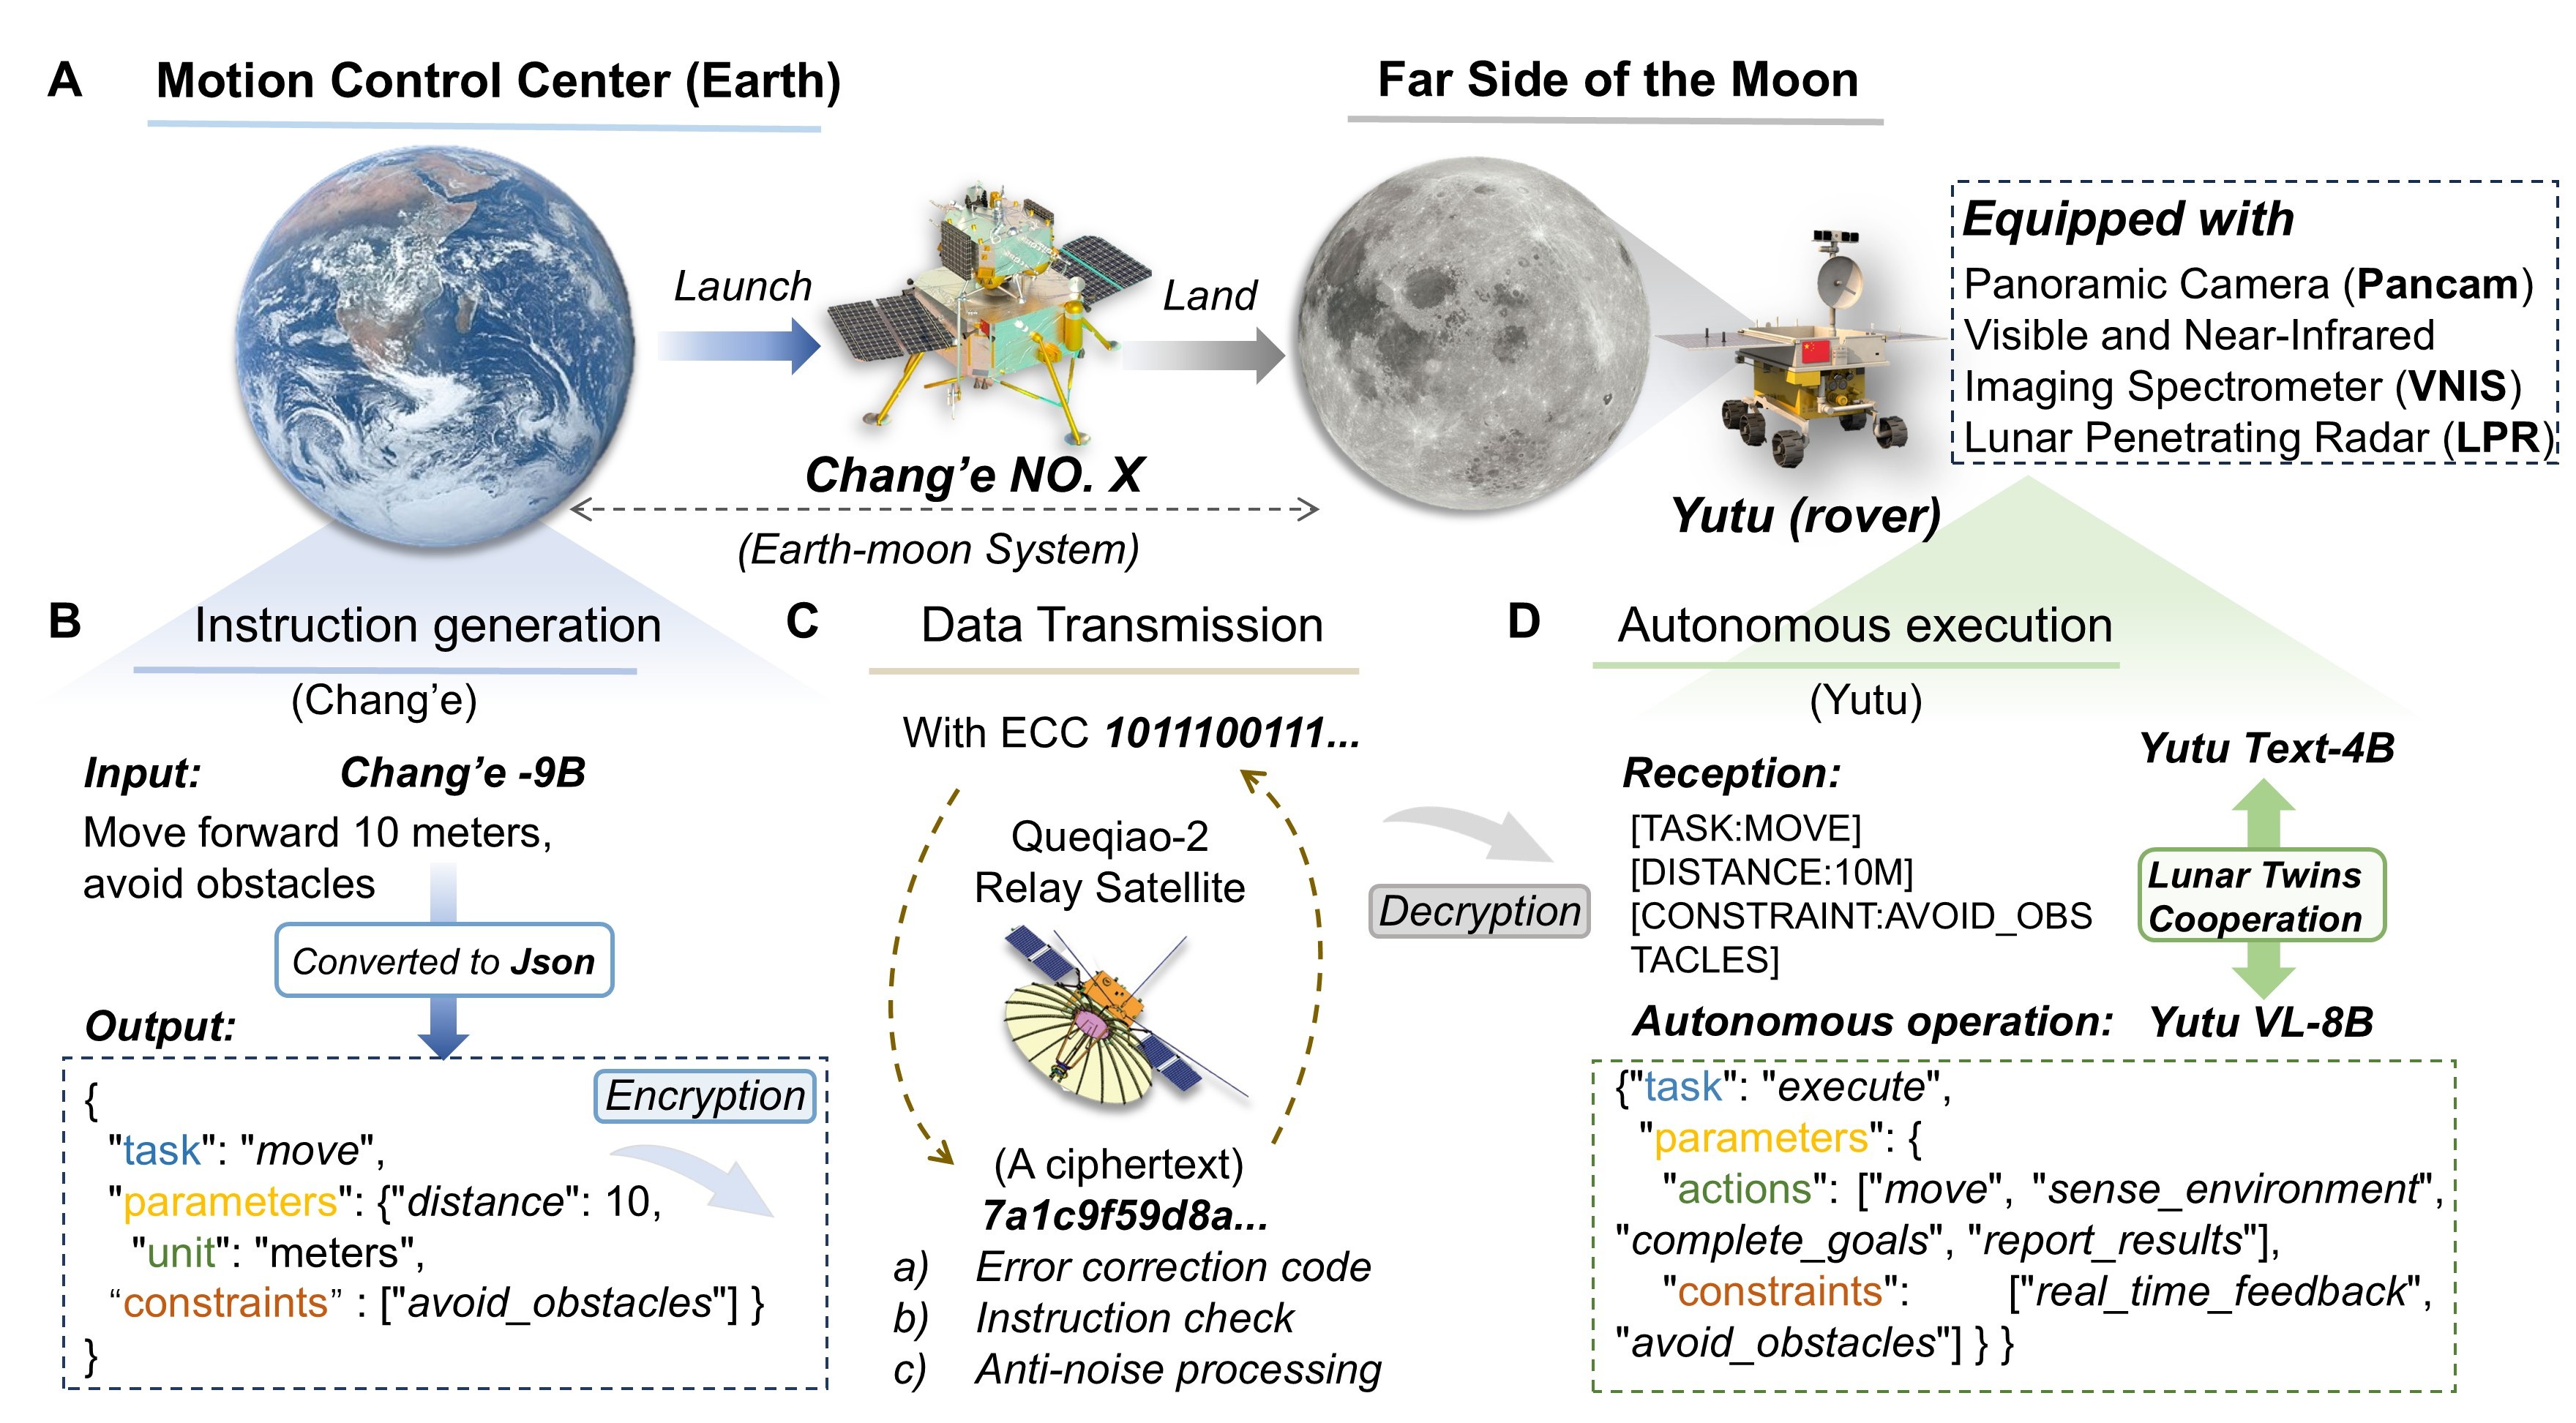 A
Motion Control Center (Earth)
Far Side of the Moon
Launch
Land
Chang’e NO. X
(Earth-moon System)
Yutu (rover)
Equipped with
Panoramic Camera (Pancam)
Visible and Near-Infrared
Imaging Spectrometer (VNIS)
Lunar Penetrating Radar (LPR)
B
Instruction generation
(Chang’e)
Input:
Chang’e -9B
Move forward 10 meters,
avoid obstacles
Converted to Json
Output:
Encryption
{
"task": "move",
"parameters": {"distance": 10,
"unit": "meters",
“constraints” : ["avoid_obstacles"] }
}
C
Data Transmission
With ECC 1011100111...
Queqiao-2
Relay Satellite
(A ciphertext)
7a1c9f59d8a...
a) Error correction code
b) Instruction check
c) Anti-noise processing
Decryption
D
Autonomous execution
(Yutu)
Reception:
[TASK:MOVE]
[DISTANCE:10M]
[CONSTRAINT:AVOID_OBS
TACLES]
Yutu Text-4B
Lunar Twins
Cooperation
Yutu VL-8B
Autonomous operation:
{"task": "execute",
"parameters": {
"actions": ["move", "sense_environment",
"complete_goals", "report_results"],
"constraints": ["real_time_feedback",
"avoid_obstacles"] } }